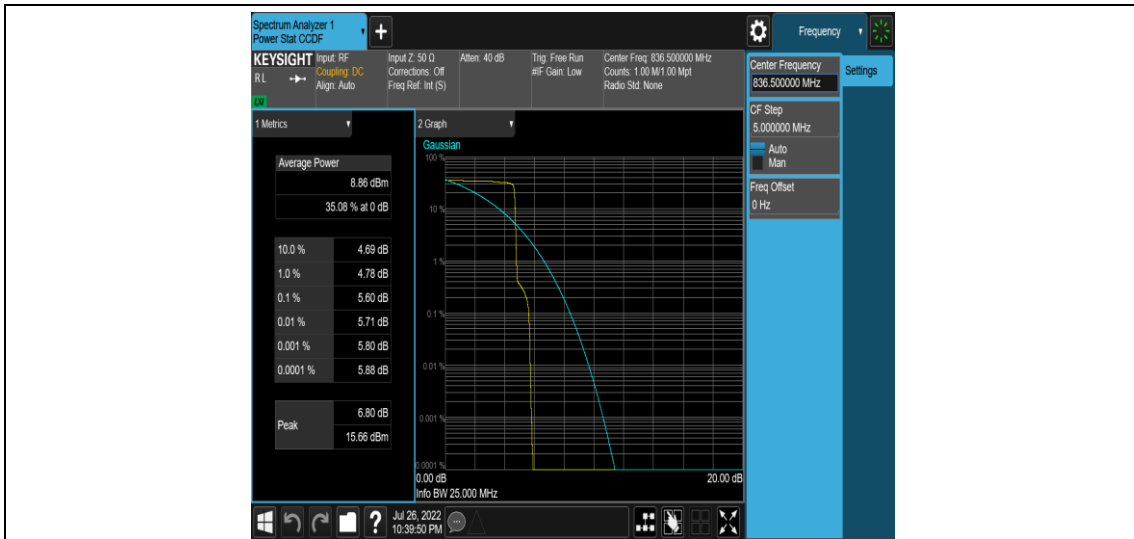 Spectrum Analyzer 1
Power Stat CCDF
+
Frequency
KEYSIGHT
RL
LM
Input: RF
Coupling: DC
Align: Auto
Input Z: 50 Ω
Corrections: Off
Freq Ref: Int (S)
Atten: 40 dB
Trig: Free Run
#IF Gain: Low
Center Freq: 836.500000 MHz
Counts: 1.00 M/1.00 Mpt
Radio Std: None
Center Frequency
836.500000 MHz
Settings
CF Step
5.000000 MHz
Auto
Man
Freq Offset
0 Hz
1 Metrics
Average Power
8.86 dBm
35.08 % at 0 dB
10.0 % 4.69 dB
1.0 % 4.78 dB
0.1 % 5.60 dB
0.01 % 5.71 dB
0.001 % 5.80 dB
0.0001 % 5.88 dB
Peak
6.80 dB
15.66 dBm
2 Graph
Gaussian
100 %
10 %
1 %
0.1 %
0.01 %
0.001 %
0.0001 %
0.00 dB 20.00 dB
Info BW 25.000 MHz
?
Jul 26, 2022
10:39:50 PM